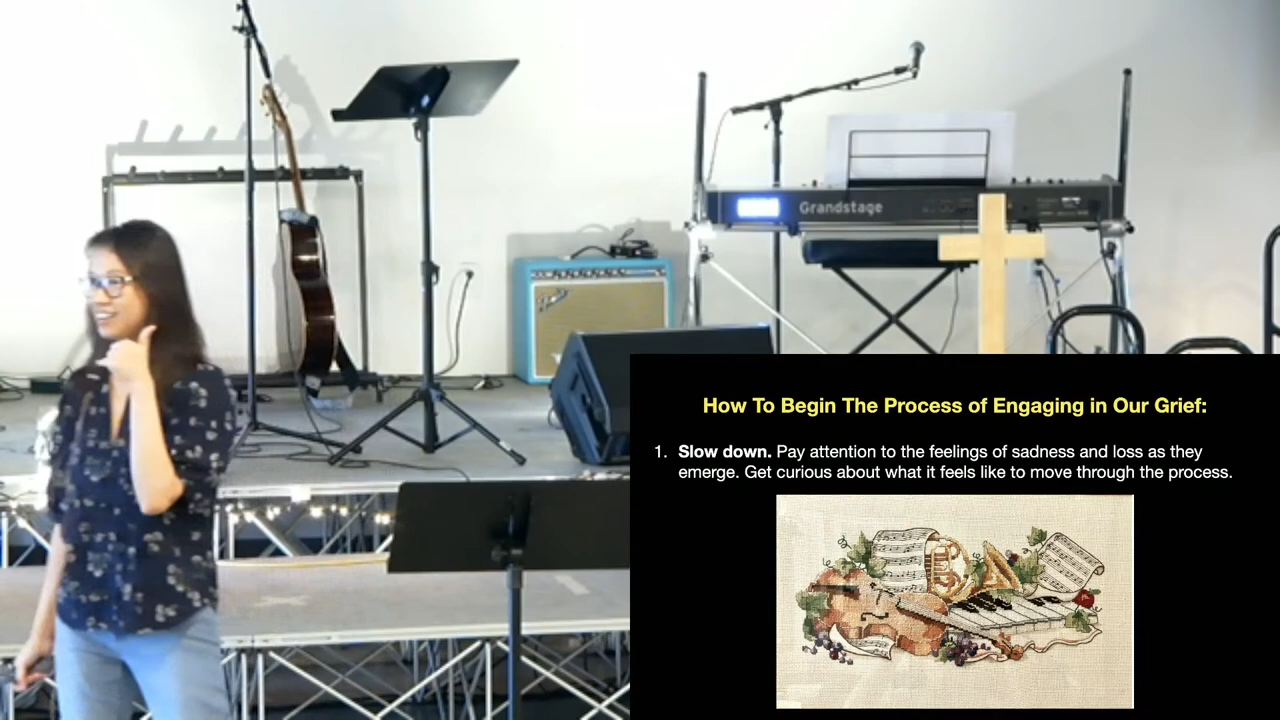 Grandstage
Fender
How To Begin The Process of Engaging in Our Grief:
1. Slow down. Pay attention to the feelings of sadness and loss as they
emerge. Get curious about what it feels like to move through the process.